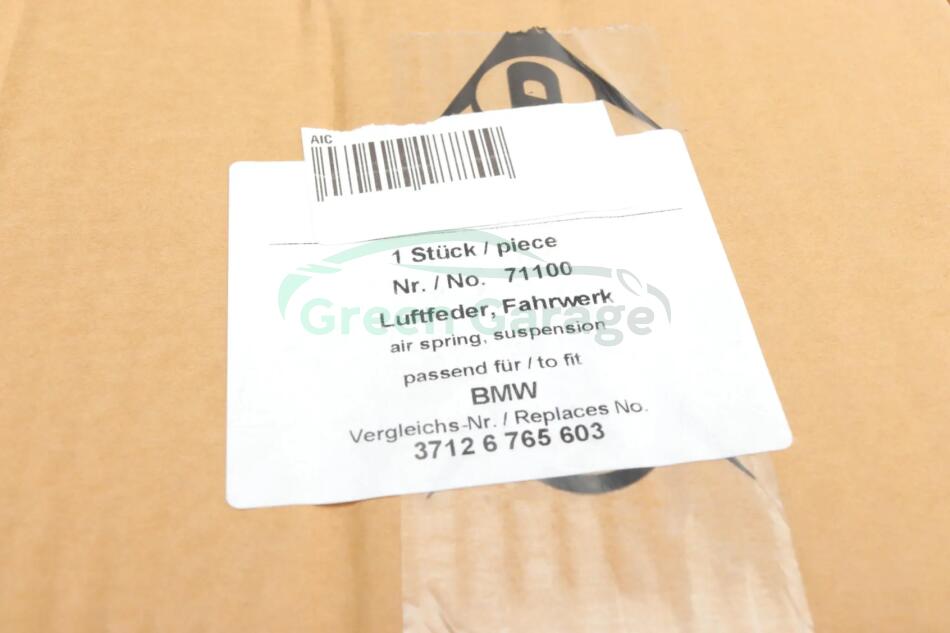 AIC
1 Stück / piece
Nr. / No. 71100
Luftfeder, Fahrwerk
Green Garage
air spring, suspension
passend für / to fit
BMW
Vergleichs-Nr. / Replaces No.
3712 6 765 603